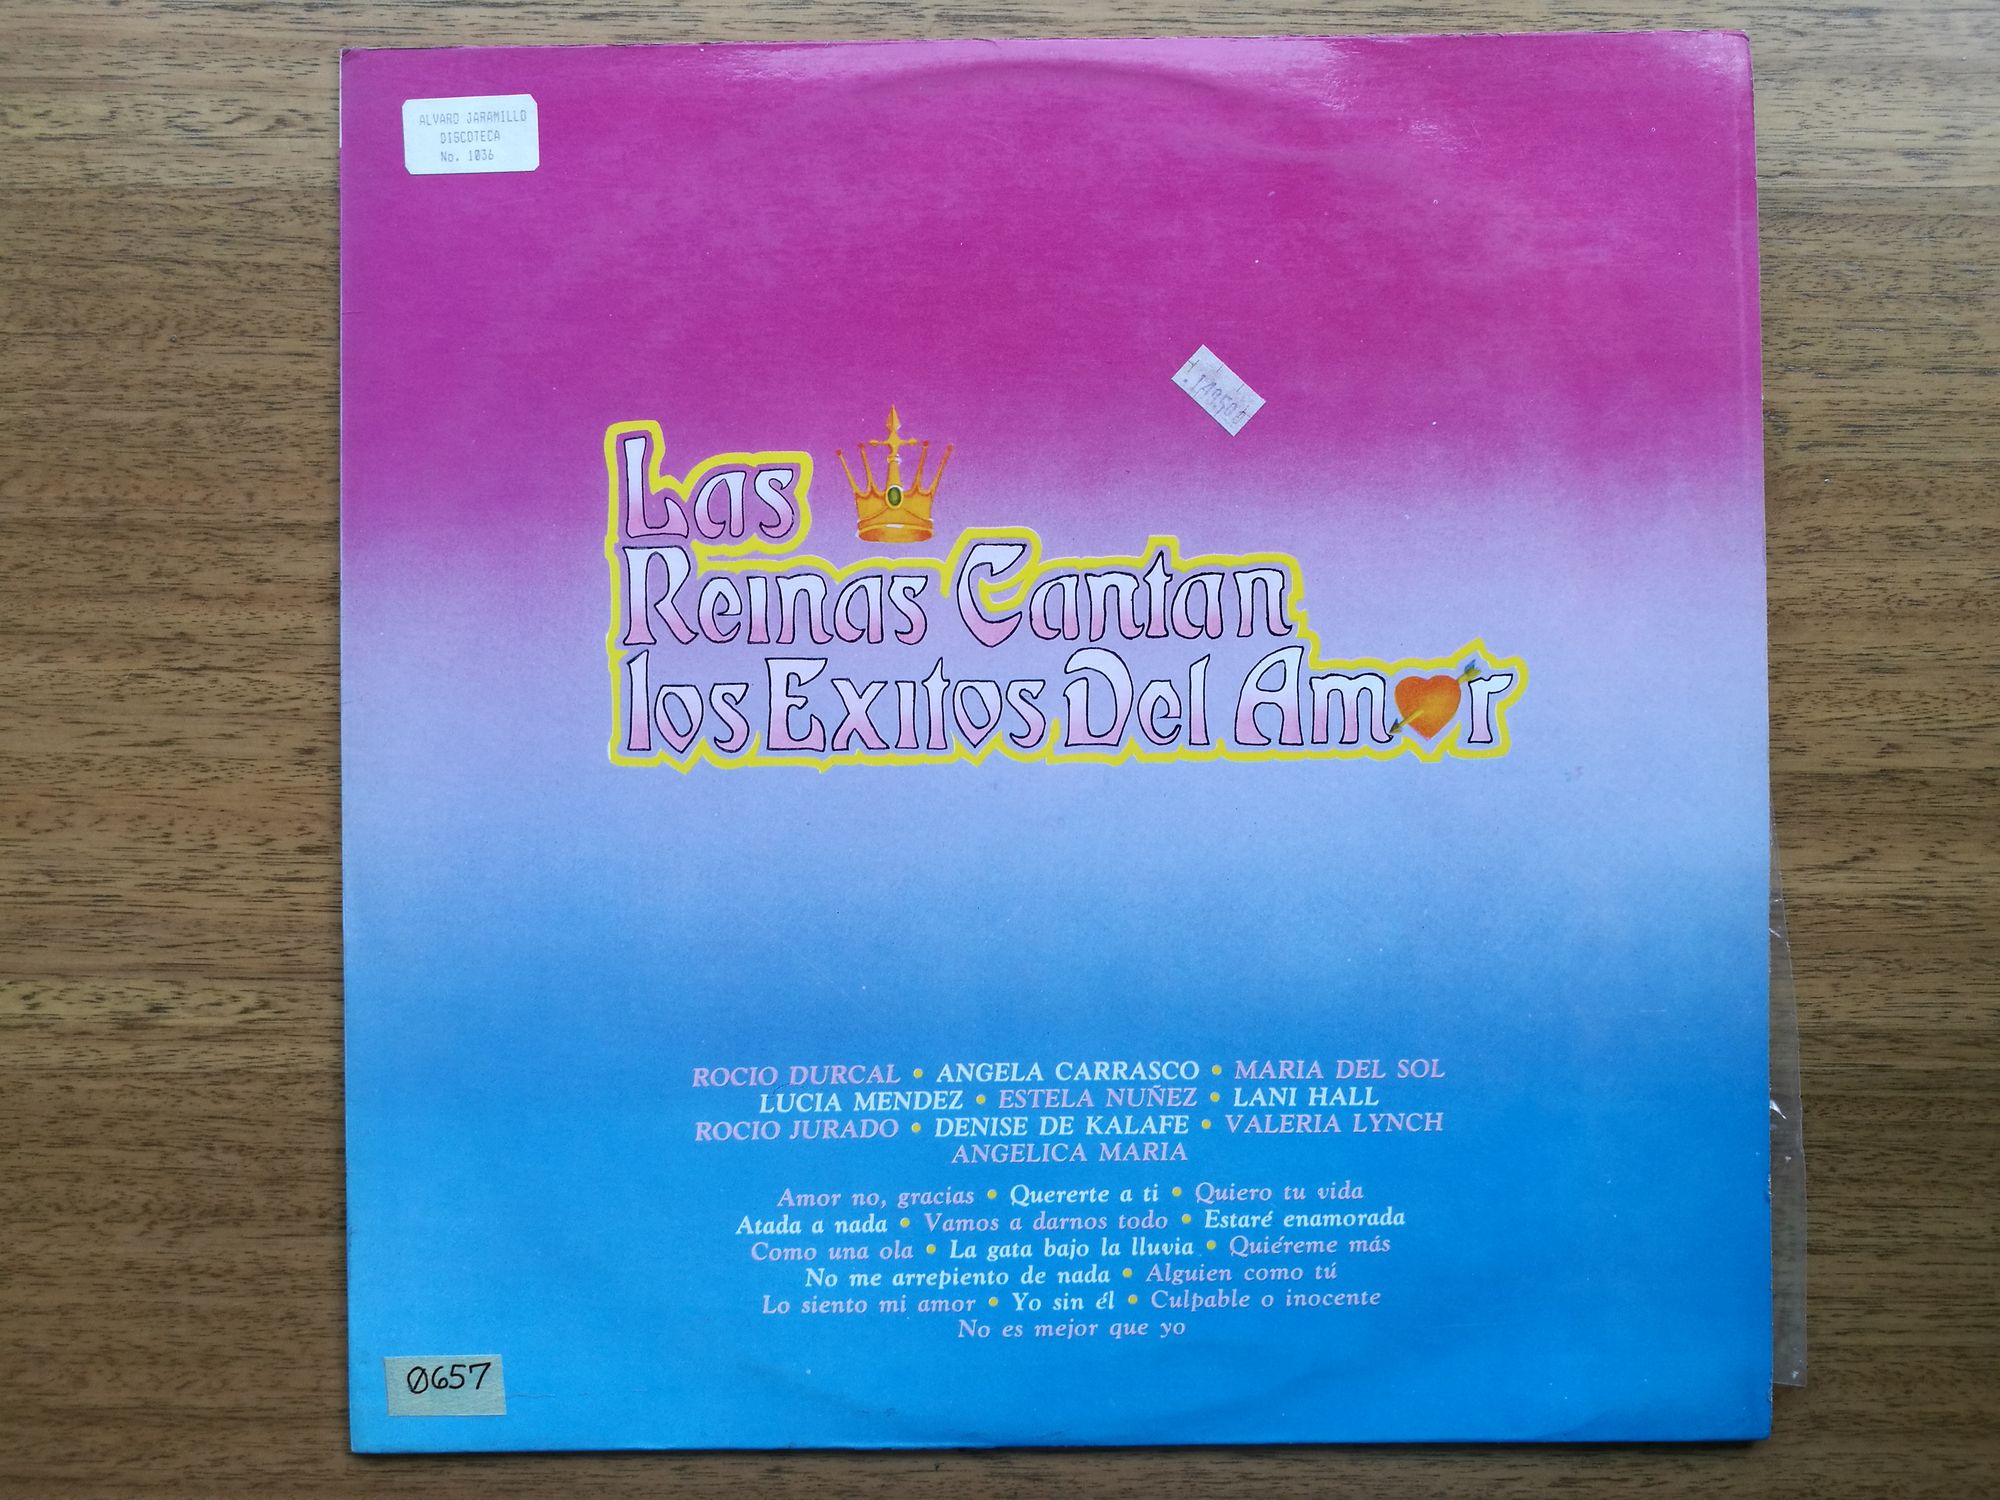 ALVARO JARAMILLO
DISCOTECA
No. 1036
Las
Reinas Cantan
los Exitos Del Amor
ROCIO DURCAL • ANGELA CARRASCO • MARIA DEL SOL
LUCIA MENDEZ • ESTELA NUÑEZ • LANI HALL
ROCIO JURADO • DENISE DE KALAFE • VALERIA LYNCH
ANGELICA MARIA
Amor no, gracias • Quererte a ti • Quiero tu vida
Atada a nada • Vamos a darnos todo • Estaré enamorada
Como una ola • La gata bajo la lluvia • Quiéreme más
No me arrepiento de nada • Alguien como tú
Lo siento mi amor • Yo sin él • Culpable o inocente
No es mejor que yo
0657